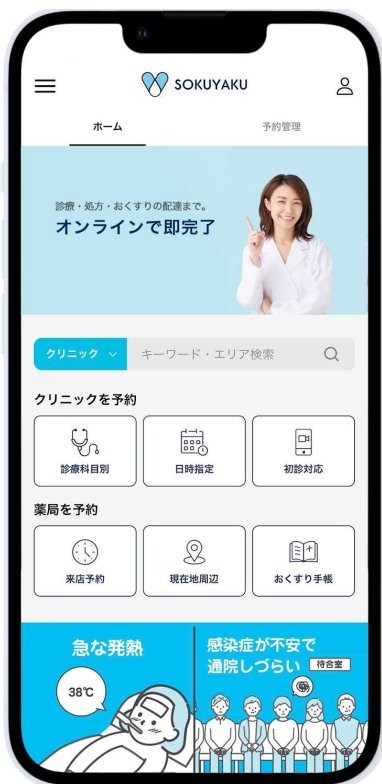 SOKUYAKU
ホーム
予約管理
診療・処方・おくすりの配達まで。
オンラインで即完了
クリニック
キーワード・エリア検索
クリニックを予約
診療科目別
日時指定
初診対応
薬局を予約
来店予約
現在地周辺
おくすり手帳
急な発熱
38℃
感染症が不安で
通院しづらい
待合室